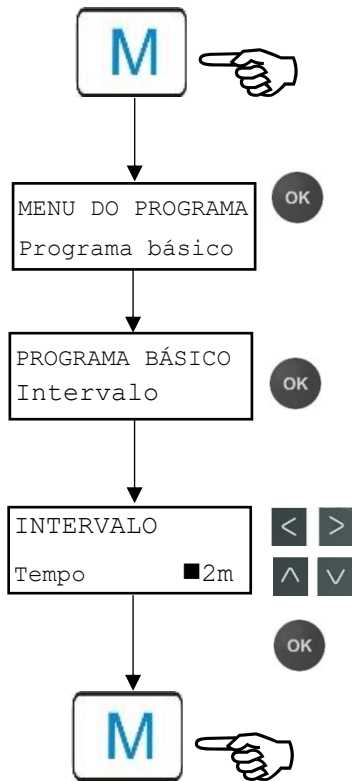 M
MENU DO PROGRAMA
OK
Programa básico
PROGRAMA BÁSICO
Intervalo
OK
INTERVALO
< >
Tempo ■2m
∧ ∨
OK
M